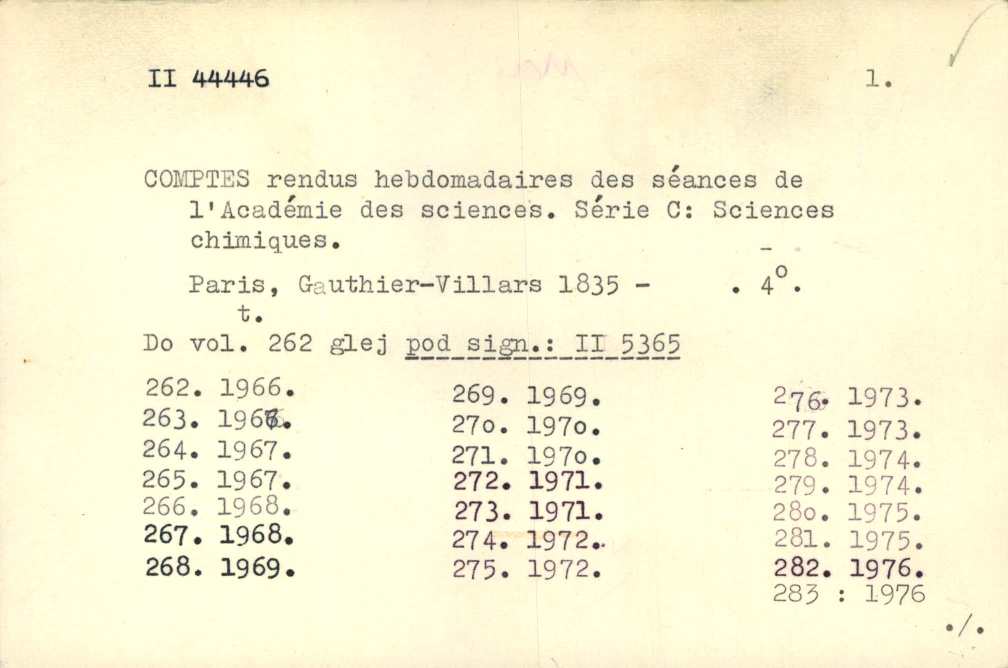 II 44446 1.
COMPTES rendus hebdomadaires des séances de
l'Académie des sciences. Série C: Sciences
chimiques.
Paris, Gauthier-Villars 1835 - . 4º.
t.
Do vol. 262 glej pod sign.: II 5365
262. 1966.
263. 1966.
264. 1967.
265. 1967.
266. 1968.
267. 1968.
268. 1969.
269. 1969.
270. 1970.
271. 1970.
272. 1971.
273. 1971.
274. 1972.
275. 1972.
276. 1973.
277. 1973.
278. 1974.
279. 1974.
280. 1975.
281. 1975.
282. 1976.
283 : 1976
./.